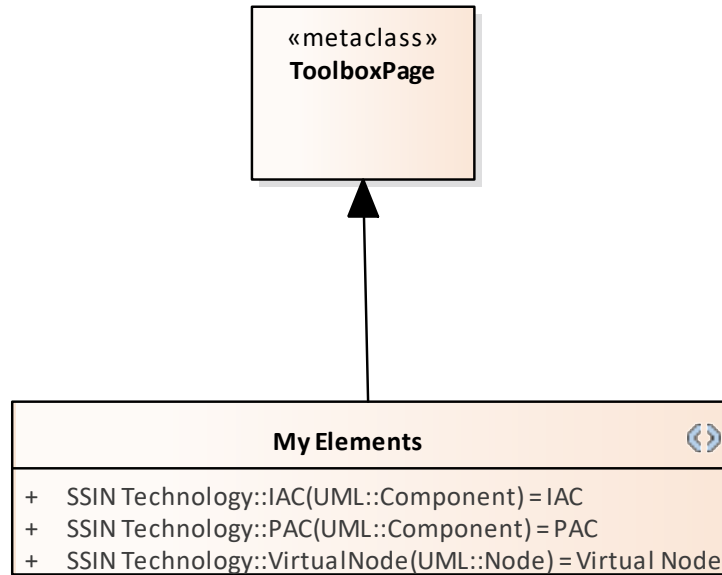 «metaclass»
ToolboxPage
My Elements
+ SSIN Technology::IAC(UML::Component) = IAC
+ SSIN Technology::PAC(UML::Component) = PAC
+ SSIN Technology::VirtualNode(UML::Node) = Virtual Node